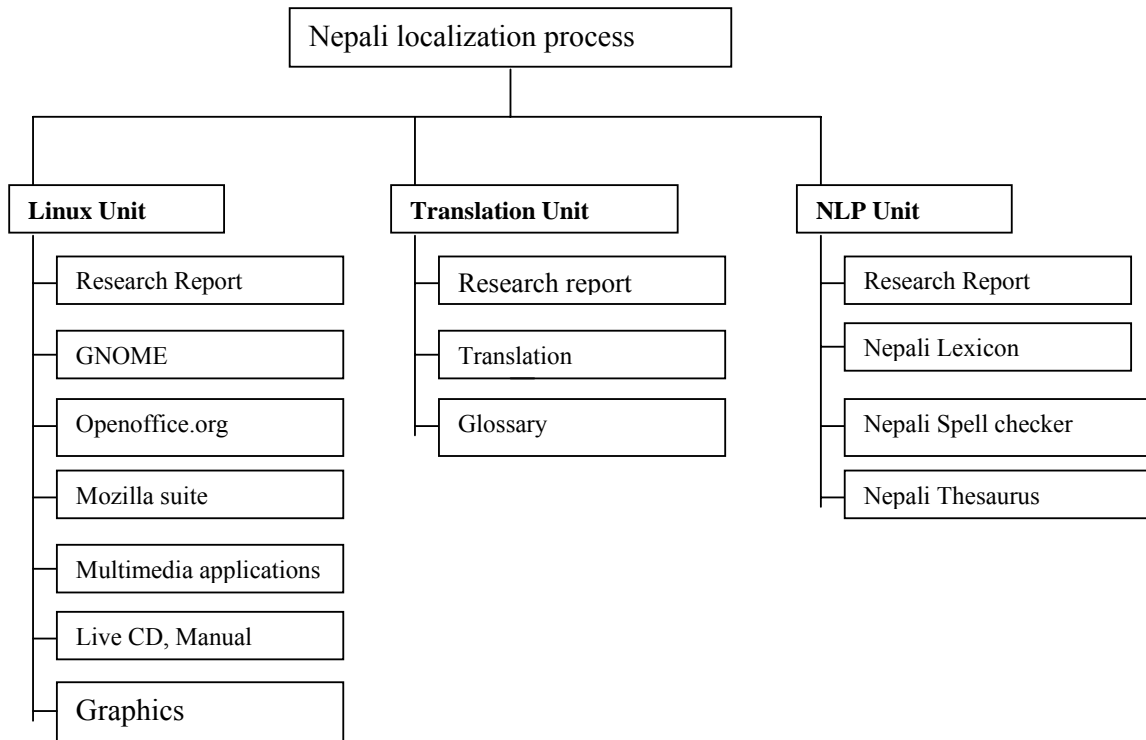 Nepali localization process
Linux Unit
Research Report
GNOME
Openoffice.org
Mozilla suite
Multimedia applications
Live CD, Manual
Graphics
Translation Unit
Research report
Translation
Glossary
NLP Unit
Research Report
Nepali Lexicon
Nepali Spell checker
Nepali Thesaurus